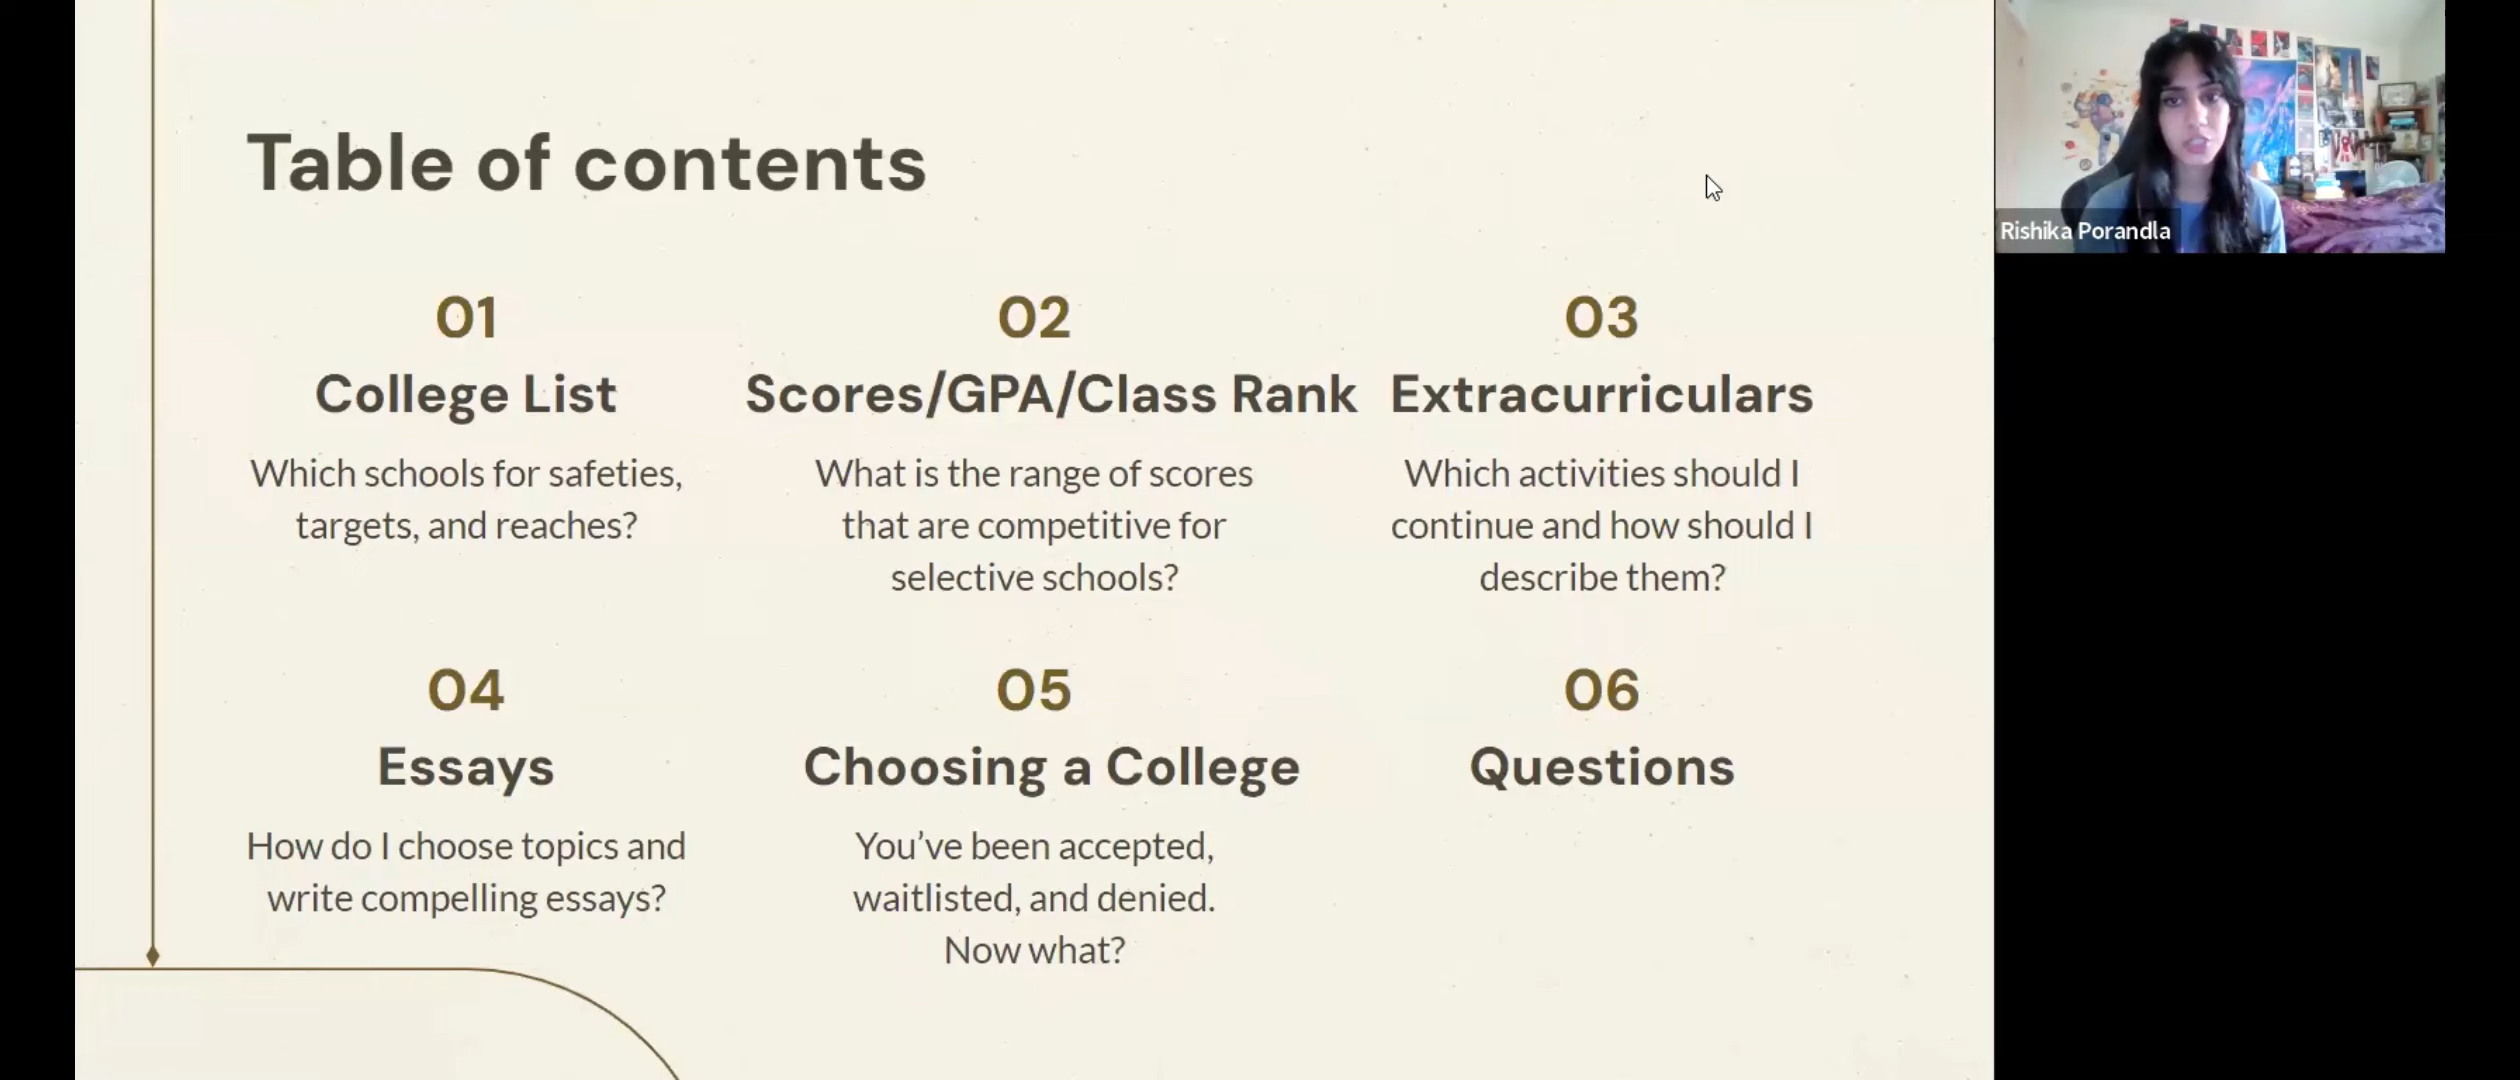 Table of contents
01
College List
Which schools for safeties,
targets, and reaches?
02
Scores/GPA/Class Rank
What is the range of scores
that are competitive for
selective schools?
03
Extracurriculars
Which activities should I
continue and how should I
describe them?
04
Essays
How do I choose topics and
write compelling essays?
05
Choosing a College
You've been accepted,
waitlisted, and denied.
Now what?
06
Questions
Rishika Porandla